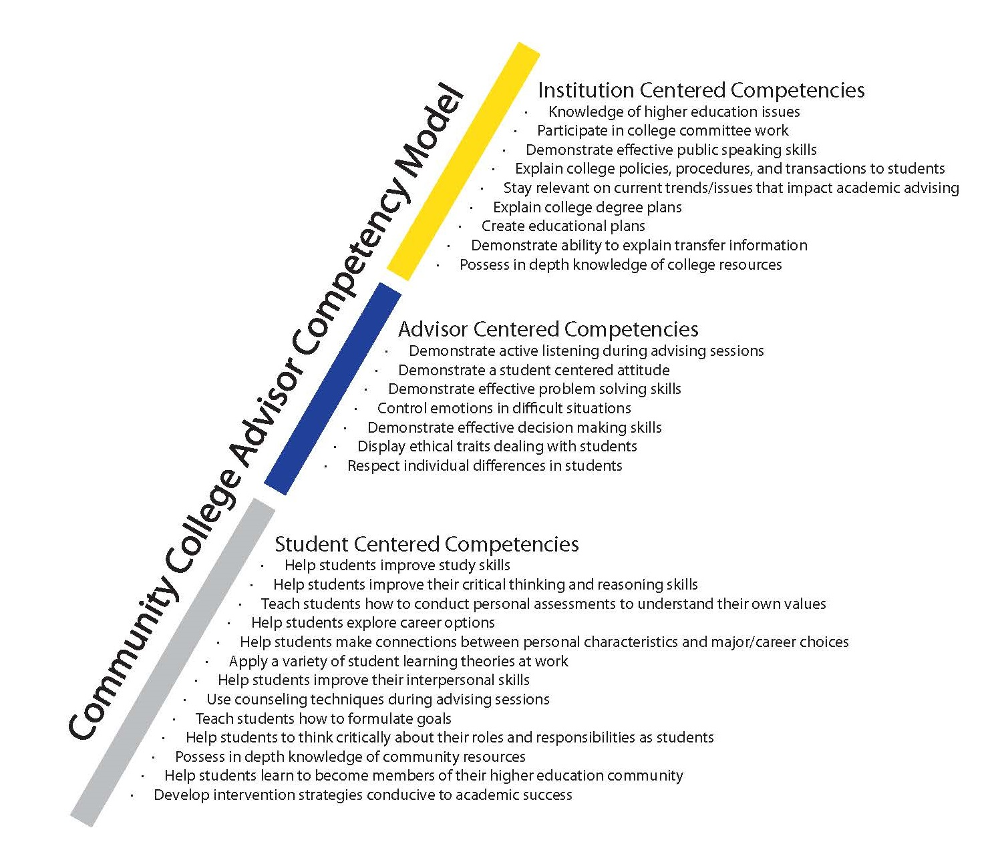 Community College Advisor Competency Model
Institution Centered Competencies
· Knowledge of higher education issues
· Participate in college committee work
· Demonstrate effective public speaking skills
· Explain college policies, procedures, and transactions to students
· Stay relevant on current trends/issues that impact academic advising
· Explain college degree plans
· Create educational plans
· Demonstrate ability to explain transfer information
· Possess in depth knowledge of college resources
Advisor Centered Competencies
· Demonstrate active listening during advising sessions
· Demonstrate a student centered attitude
· Demonstrate effective problem solving skills
· Control emotions in difficult situations
· Demonstrate effective decision making skills
· Display ethical traits dealing with students
· Respect individual differences in students
Student Centered Competencies
· Help students improve study skills
· Help students improve their critical thinking and reasoning skills
· Teach students how to conduct personal assessments to understand their own values
· Help students explore career options
· Help students make connections between personal characteristics and major/career choices
· Apply a variety of student learning theories at work
· Help students improve their interpersonal skills
· Use counseling techniques during advising sessions
· Teach students how to formulate goals
· Help students to think critically about their roles and responsibilities as students
· Possess in depth knowledge of community resources
· Help students learn to become members of their higher education community
· Develop intervention strategies conducive to academic success